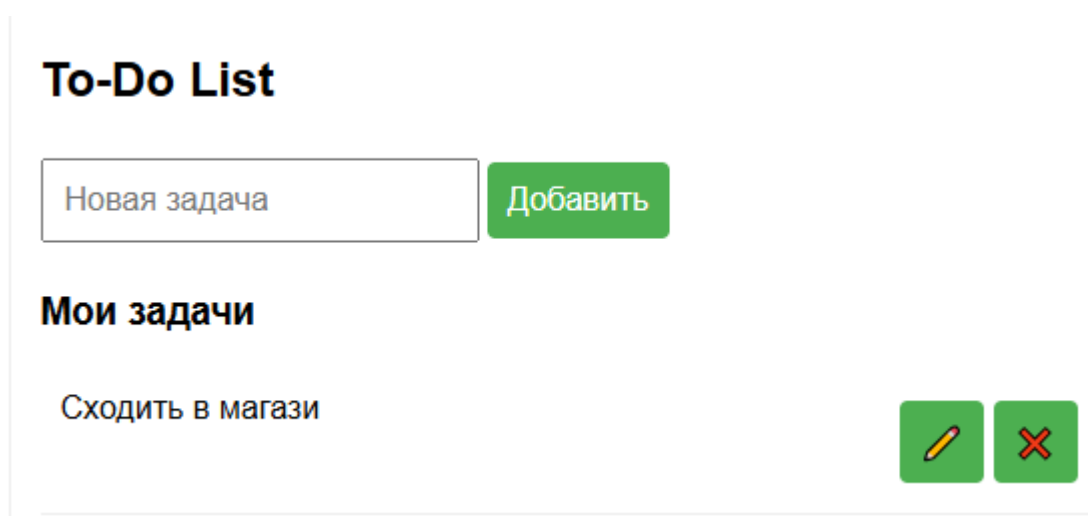 To-Do List
Новая задача
Добавить
Мои задачи
Сходить в магази